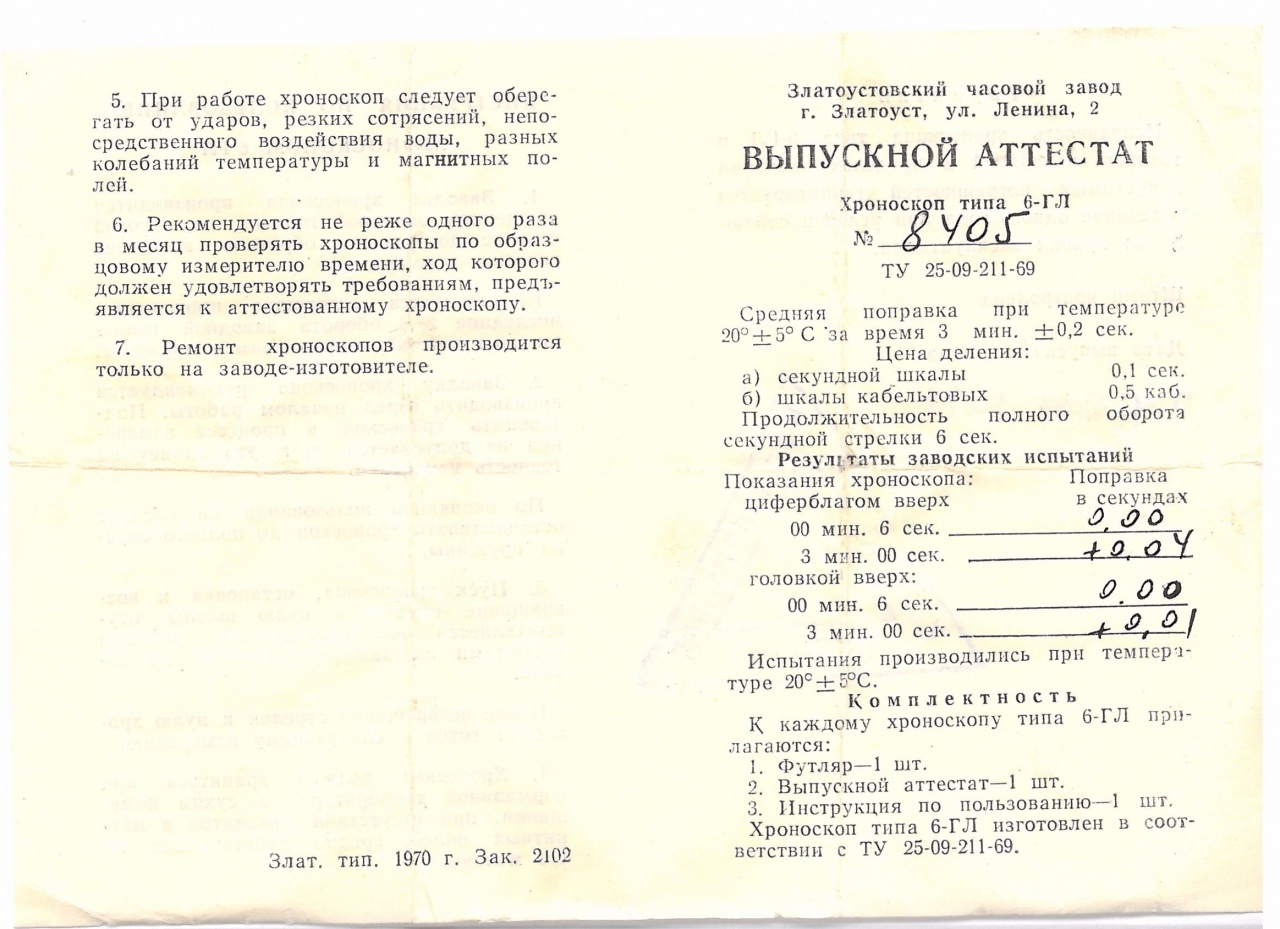 5. При работе хроноскоп следует обере-
гать от ударов, резких сотрясений, непо-
средственного воздействия воды, разных
колебаний температуры и магнитных по-
лей.
6. Рекомендуется не реже одного раза
в месяц проверять хроноскопы по образ-
цовому измерителю времени, ход которого
должен удовлетворять требованиям, предъ-
является к аттестованному хроноскопу.
7. Ремонт хроноскопов производится
только на заводе-изготовителе.
Злат. тип. 1970 г. Зак. 2102
Златоустовский часовой завод
г. Златоуст, ул. Ленина, 2
ВЫПУСКНОЙ АТТЕСТАТ
Хроноскоп типа 6-ГЛ
№ 8405
ТУ 25-09-211-69
Средняя поправка при температуре
20°±5° С за время 3 мин. ±0,2 сек.
Цена деления:
а) секундной шкалы 0,1 сек.
б) шкалы кабельтовых 0,5 каб.
Продолжительность полного оборота
секундной стрелки 6 сек.
Результаты заводских испытаний
Показания хроноскопа: Поправка
циферблатом вверх в секундах
00 мин. 6 сек. 0,00
3 мин. 00 сек. +0,04
головкой вверх:
00 мин. 6 сек. 0.00
3 мин. 00 сек. +0,01
Испытания производились при темпера-
туре 20°±5°С.
Комплектность
К каждому хроноскопу типа 6-ГЛ при-
лагаются:
1. Футляр—1 шт.
2. Выпускной аттестат—1 шт.
3. Инструкция по пользованию—1 шт.
Хроноскоп типа 6-ГЛ изготовлен в соот-
ветствии с ТУ 25-09-211-69.